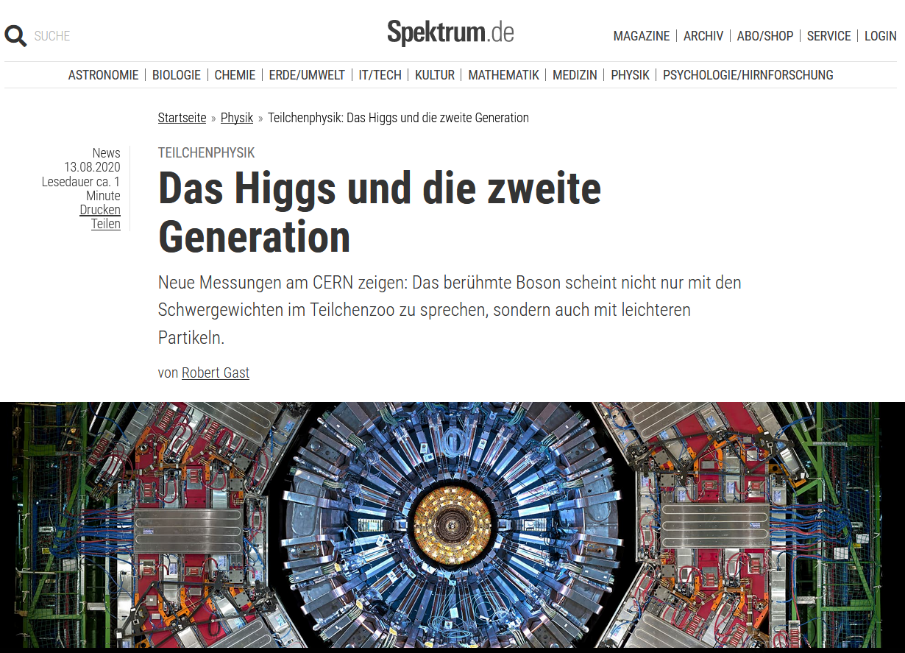 SUCHE
Spektrum.de
MAGAZINE | ARCHIV | ABO/SHOP | SERVICE | LOGIN
ASTRONOMIE | BIOLOGIE | CHEMIE | ERDE/UMWELT | IT/TECH | KULTUR | MATHEMATIK | MEDIZIN | PHYSIK | PSYCHOLOGIE/HIRNFORSCHUNG
Startseite » Physik » Teilchenphysik: Das Higgs und die zweite Generation
News
13.08.2020
Lesedauer ca. 1
Minute
Drucken
Teilen
TEILCHENPHYSIK
Das Higgs und die zweite
Generation
Neue Messungen am CERN zeigen: Das berühmte Boson scheint nicht nur mit den
Schwergewichten im Teilchenzoo zu sprechen, sondern auch mit leichteren
Partikeln.
von Robert Gast